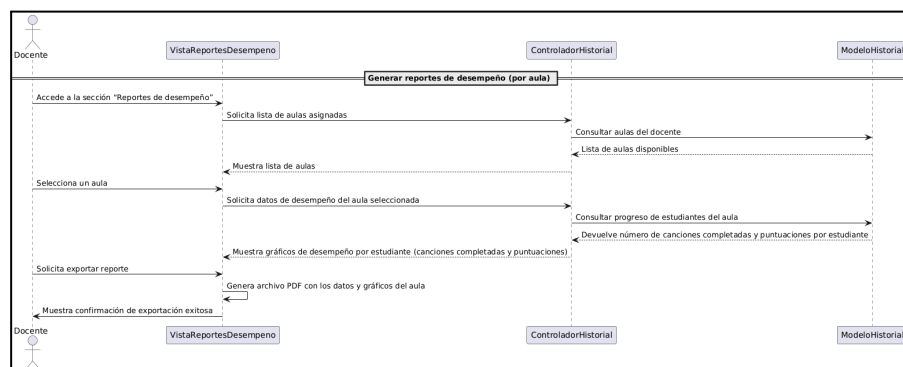 Docente
VistaReportesDesempeno
ControladorHistorial
ModeloHistorial
Generar reportes de desempeño (por aula)
Accede a la sección "Reportes de desempeño"
Solicita lista de aulas asignadas
Consultar aulas del docente
Lista de aulas disponibles
Muestra lista de aulas
Selecciona un aula
Solicita datos de desempeño del aula seleccionada
Consultar progreso de estudiantes del aula
Devuelve número de canciones completadas y puntuaciones por estudiante
Muestra gráficos de desempeño por estudiante (canciones completadas y puntuaciones)
Solicita exportar reporte
Genera archivo PDF con los datos y gráficos del aula
Muestra confirmación de exportación exitosa
Docente
VistaReportesDesempeno
ControladorHistorial
ModeloHistorial